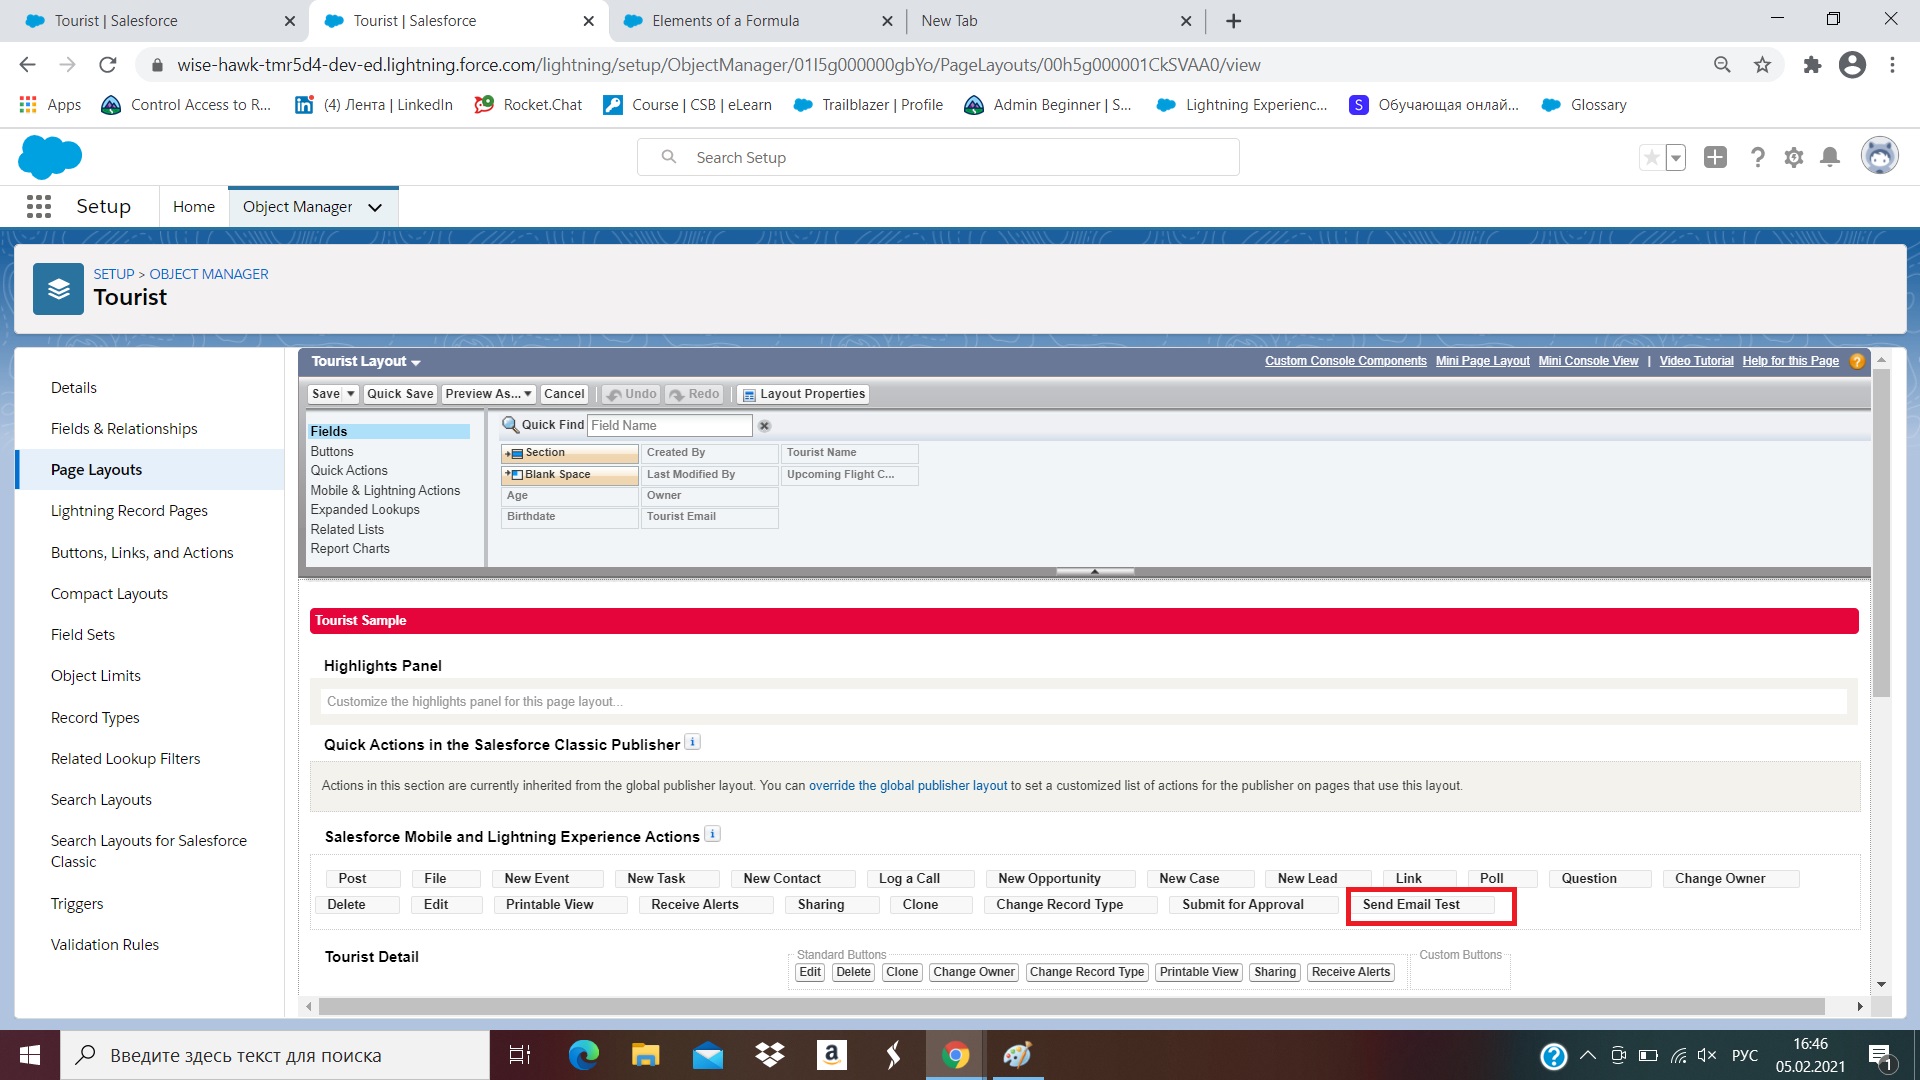 Tourist | Salesforce
Tourist | Salesforce
Elements of a Formula
New Tab
wise-hawk-tmr5d4-dev-ed.lightning.force.com/lightning/setup/ObjectManager/01I5g000000gbYo/PageLayouts/00h5g000001CkSVAA0/view
Apps
Control Access to R...
(4) Лента | LinkedIn
Rocket.Chat
Course | CSB | eLearn
Trailblazer | Profile
Admin Beginner | S...
Lightning Experienc...
S
Обучающая онлай...
Glossary
Search Setup
Setup
Home
Object Manager
SETUP > OBJECT MANAGER
Tourist
Details
Fields & Relationships
Page Layouts
Lightning Record Pages
Buttons, Links, and Actions
Compact Layouts
Field Sets
Object Limits
Record Types
Related Lookup Filters
Search Layouts
Search Layouts for Salesforce
Classic
Triggers
Validation Rules
Tourist Layout
Custom Console Components
Mini Page Layout
Mini Console View | Video Tutorial
Help for this Page
?
Save
Quick Save
Preview As...
Cancel
Undo
Redo
Layout Properties
Fields
Buttons
Quick Actions
Mobile & Lightning Actions
Expanded Lookups
Related Lists
Report Charts
Quick Find
Field Name
Section
Created By
Tourist Name
Blank Space
Last Modified By
Upcoming Flight C...
Age
Owner
Birthdate
Tourist Email
Tourist Sample
Highlights Panel
Customize the highlights panel for this page layout...
Quick Actions in the Salesforce Classic Publisher
i
Actions in this section are currently inherited from the global publisher layout. You can override the global publisher layout to set a customized list of actions for the publisher on pages that use this layout.
Salesforce Mobile and Lightning Experience Actions
i
Post
File
New Event
New Task
New Contact
Log a Call
New Opportunity
New Case
New Lead
Link
Poll
Question
Change Owner
Delete
Edit
Printable View
Receive Alerts
Sharing
Clone
Change Record Type
Submit for Approval
Send Email Test
Tourist Detail
Standard Buttons
Edit
Delete
Clone
Change Owner
Change Record Type
Printable View
Sharing
Receive Alerts
Custom Buttons
Введите здесь текст для поиска
a
?
РУС
16:46
05.02.2021
1